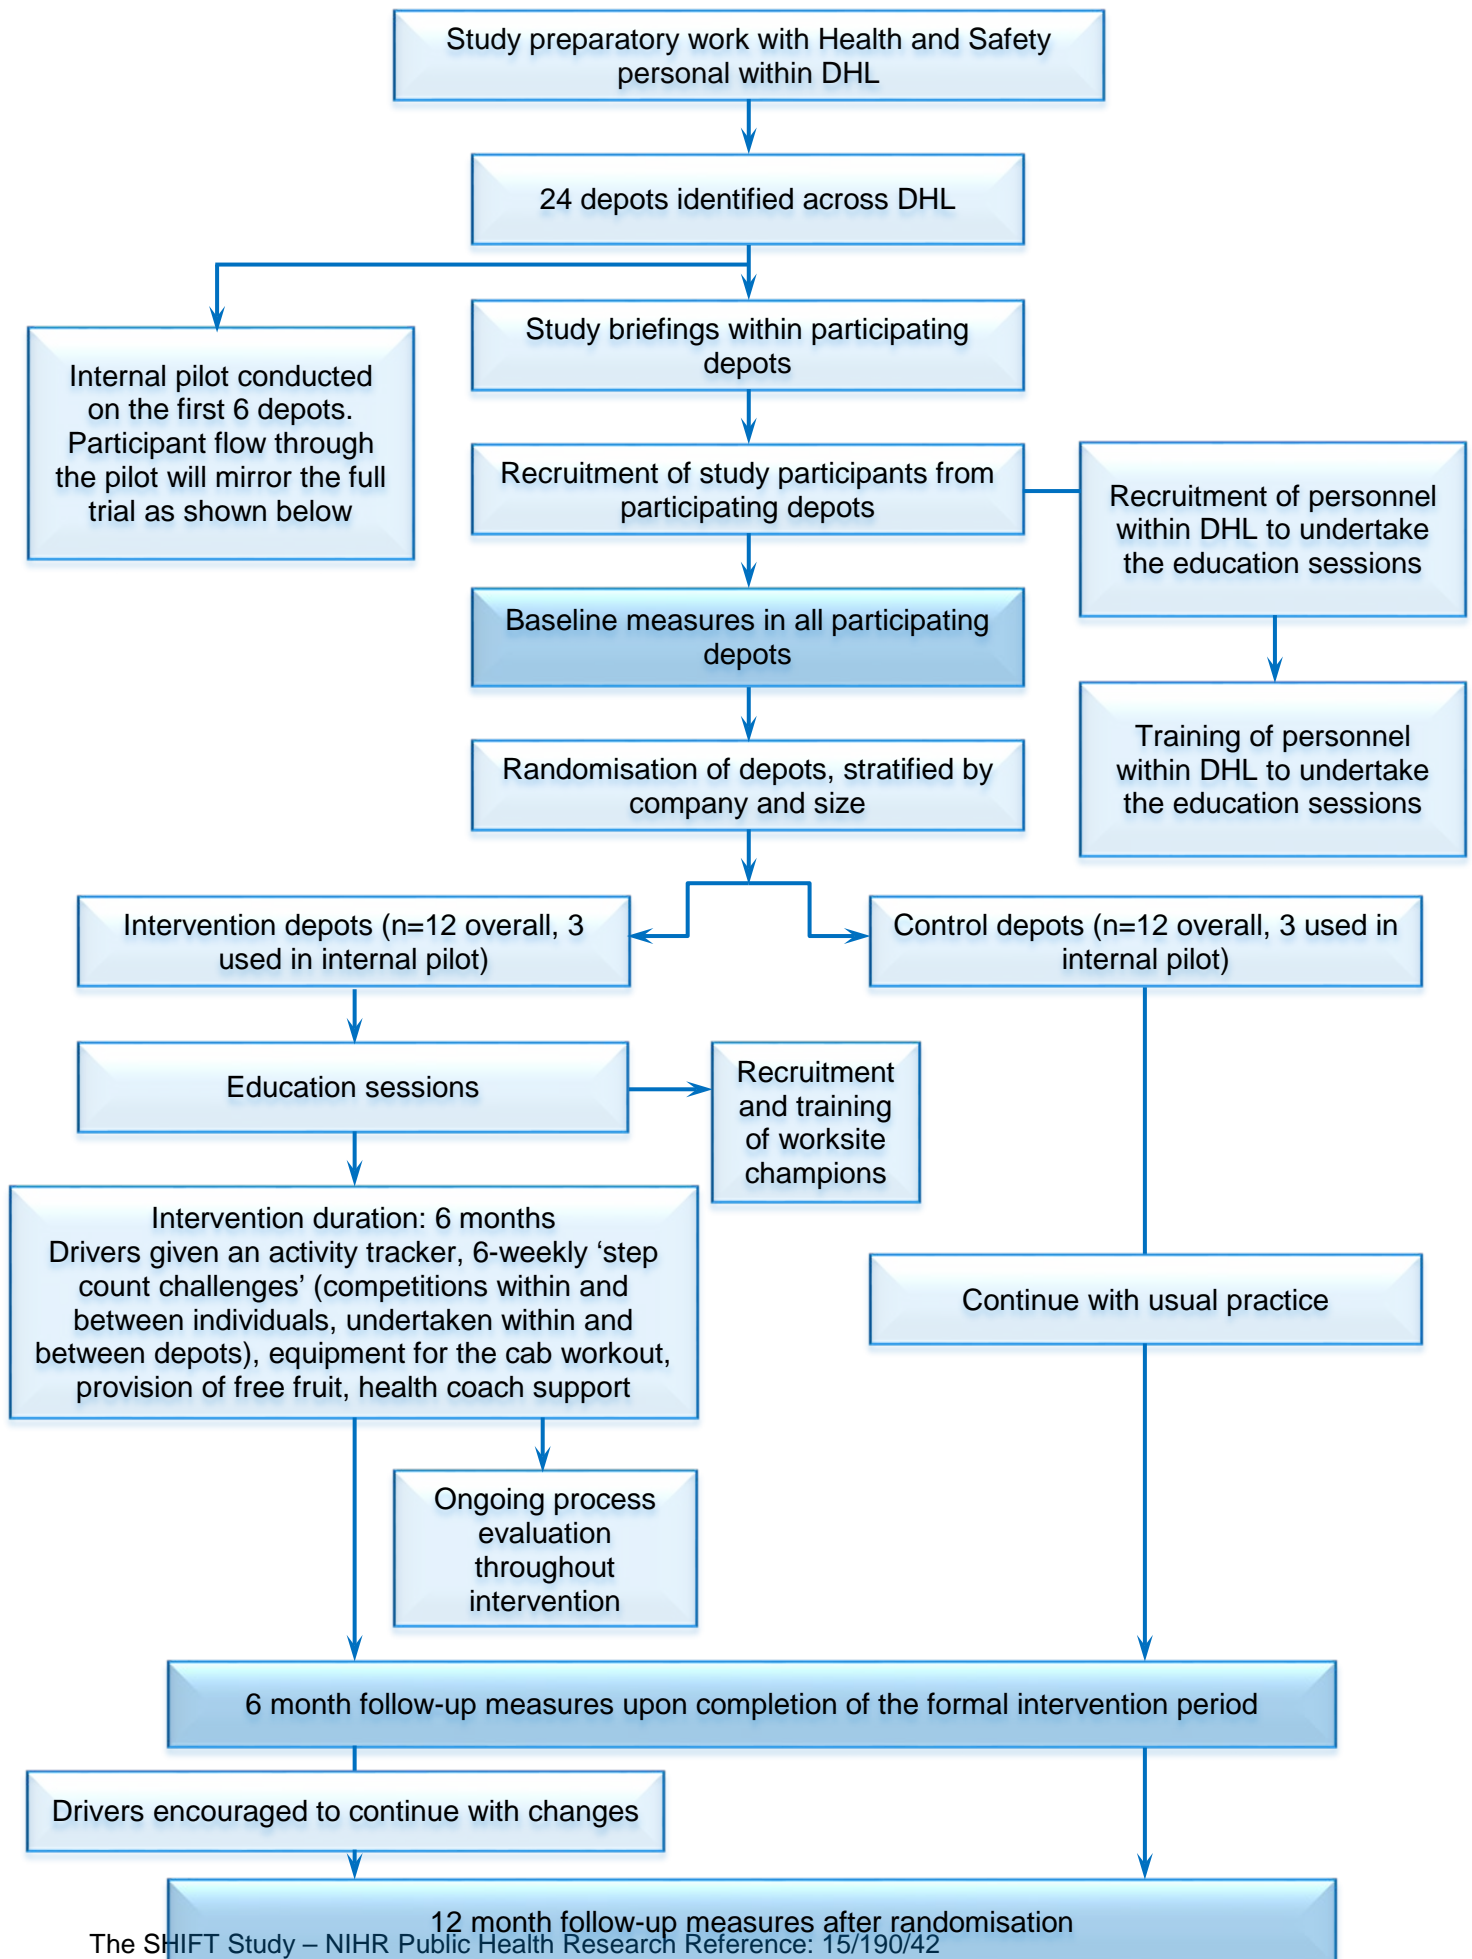 Study preparatory work with Health and Safety
personal within DHL
24 depots identified across DHL
Study briefings within participating
depots
Internal pilot conducted
on the first 6 depots.
Participant flow through
the pilot will mirror the full
trial as shown below
Recruitment of study participants from
participating depots
Recruitment of personnel
within DHL to undertake
the education sessions
Baseline measures in all participating
depots
Training of personnel
within DHL to undertake
the education sessions
Randomisation of depots, stratified by
company and size
Intervention depots (n=12 overall, 3
used in internal pilot)
Control depots (n=12 overall, 3 used in
internal pilot)
Education sessions
Recruitment
and training
of worksite
champions
Intervention duration: 6 months
Drivers given an activity tracker, 6-weekly ‘step
count challenges’ (competitions within and
between individuals, undertaken within and
between depots), equipment for the cab workout,
provision of free fruit, health coach support
Continue with usual practice
Ongoing process
evaluation
throughout
intervention
6 month follow-up measures upon completion of the formal intervention period
Drivers encouraged to continue with changes
12 month follow-up measures after randomisation
The SHIFT Study – NIHR Public Health Research Reference: 15/190/42